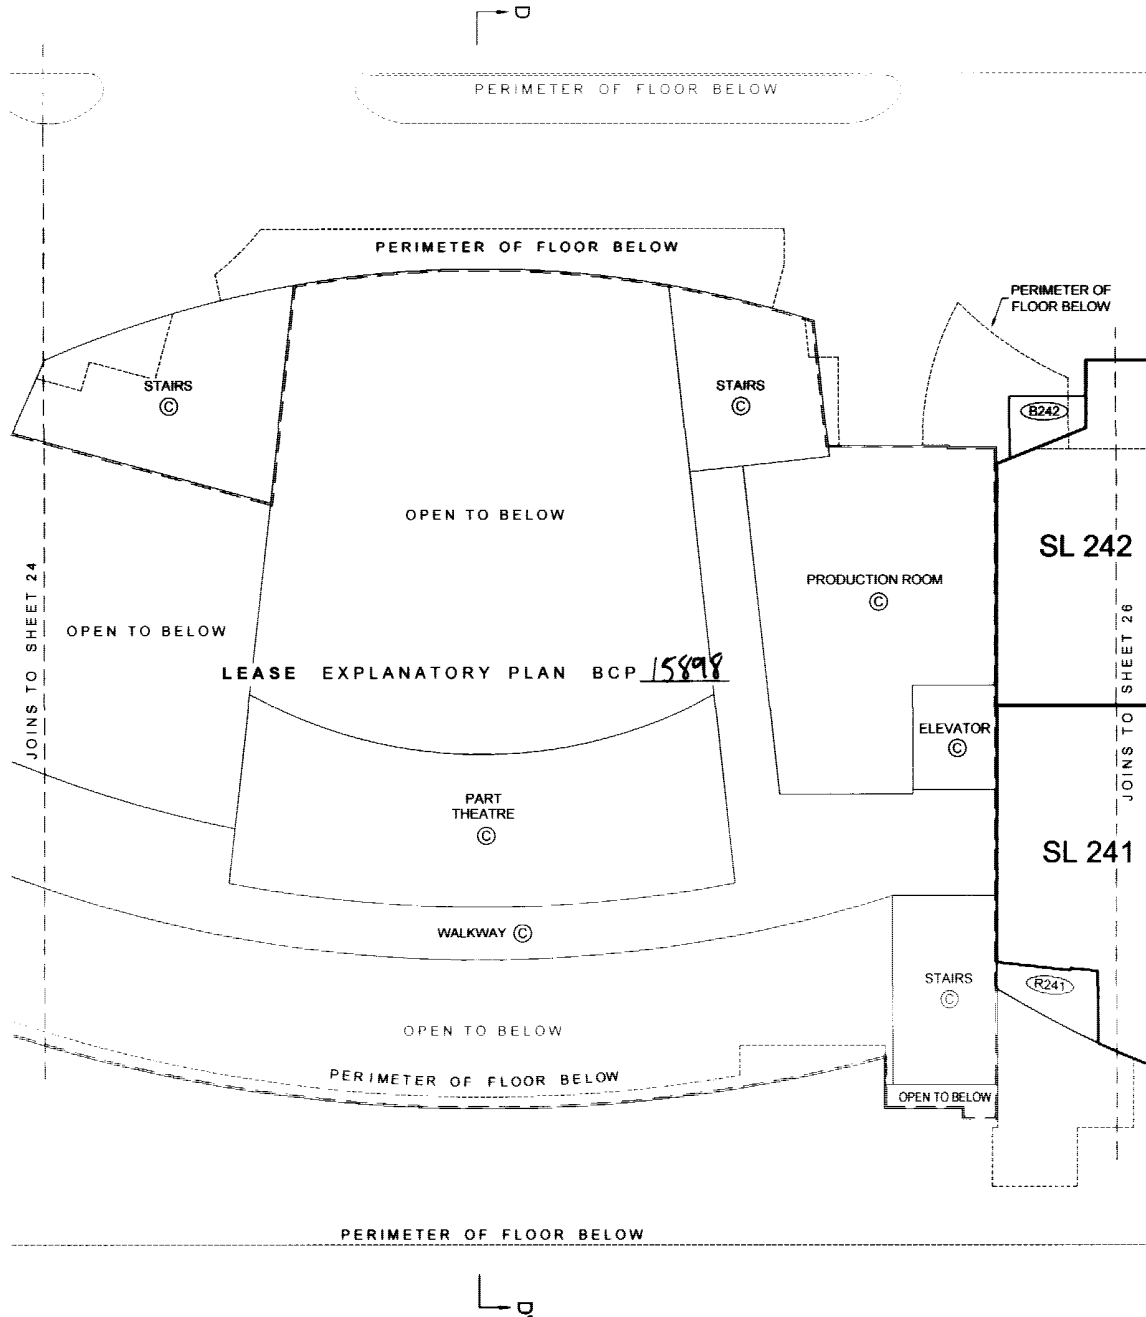 D
PERIMETER OF FLOOR BELOW
PERIMETER OF FLOOR BELOW
PERIMETER OF
FLOOR BELOW
STAIRS
C
STAIRS
C
B242
OPEN TO BELOW
SL 242
PRODUCTION ROOM
C
JOINS TO SHEET 24
OPEN TO BELOW
JOINS TO SHEET 26
LEASE EXPLANATORY PLAN BCP 15898
ELEVATOR
C
PART
THEATRE
C
SL 241
WALKWAY C
STAIRS
C
R241
OPEN TO BELOW
PERIMETER OF FLOOR BELOW
OPEN TO BELOW
PERIMETER OF FLOOR BELOW
D'